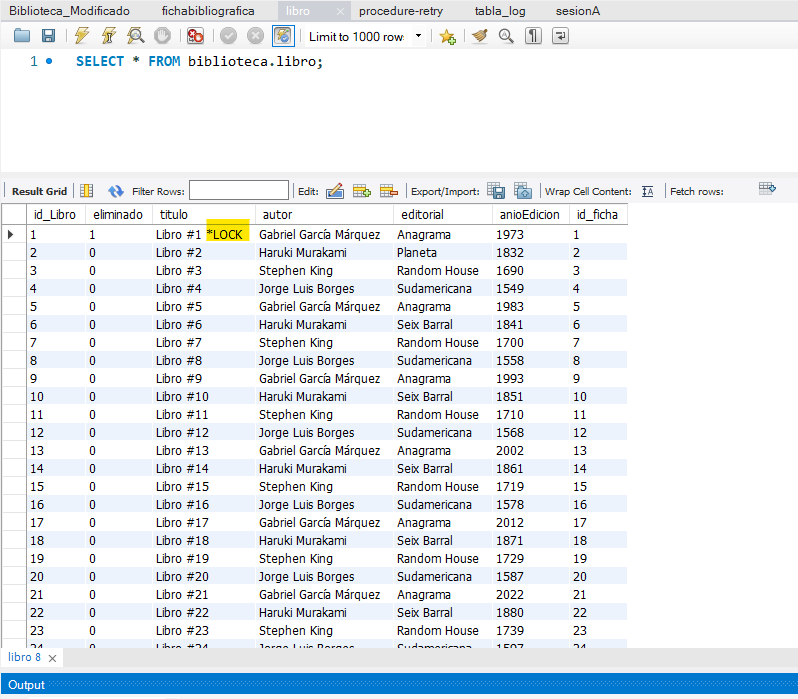 Biblioteca_Modificado fichabibliografica libro procedure-retry tabla_log sesionA
Limit to 1000 rows
1 SELECT * FROM biblioteca.libro;
Result Grid Filter Rows: Edit: Export/Import: Wrap Cell Content: Fetch rows:
id_Libro eliminado titulo autor editorial anioEdicion id_ficha
1 1 Libro #1 *LOCK Gabriel García Márquez Anagrama 1973 1
2 0 Libro #2 Haruki Murakami Planeta 1832 2
3 0 Libro #3 Stephen King Random House 1690 3
4 0 Libro #4 Jorge Luis Borges Sudamericana 1549 4
5 0 Libro #5 Gabriel García Márquez Anagrama 1983 5
6 0 Libro #6 Haruki Murakami Seix Barral 1841 6
7 0 Libro #7 Stephen King Random House 1700 7
8 0 Libro #8 Jorge Luis Borges Sudamericana 1558 8
9 0 Libro #9 Gabriel García Márquez Anagrama 1993 9
10 0 Libro #10 Haruki Murakami Seix Barral 1851 10
11 0 Libro #11 Stephen King Random House 1710 11
12 0 Libro #12 Jorge Luis Borges Sudamericana 1568 12
13 0 Libro #13 Gabriel García Márquez Anagrama 2002 13
14 0 Libro #14 Haruki Murakami Seix Barral 1861 14
15 0 Libro #15 Stephen King Random House 1719 15
16 0 Libro #16 Jorge Luis Borges Sudamericana 1578 16
17 0 Libro #17 Gabriel García Márquez Anagrama 2012 17
18 0 Libro #18 Haruki Murakami Seix Barral 1871 18
19 0 Libro #19 Stephen King Random House 1729 19
20 0 Libro #20 Jorge Luis Borges Sudamericana 1587 20
21 0 Libro #21 Gabriel García Márquez Anagrama 2022 21
22 0 Libro #22 Haruki Murakami Seix Barral 1880 22
23 0 Libro #23 Stephen King Random House 1739 23
24 0 Libro #24 Jorge Luis Borges Sudamericana 1597 24
libro 8
Output